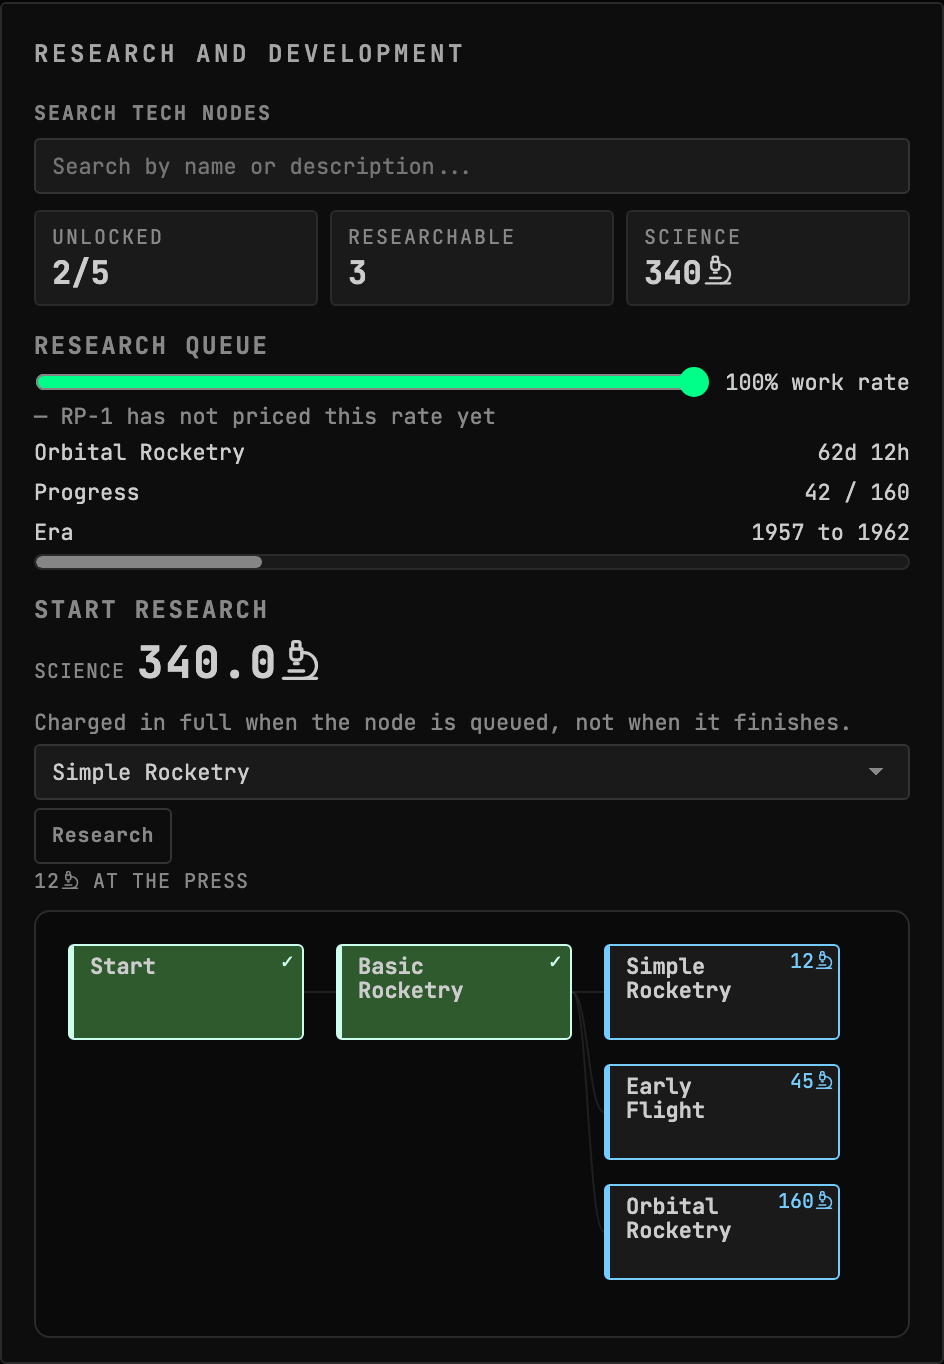 RESEARCH AND DEVELOPMENT
SEARCH TECH NODES
Search by name or description...
UNLOCKED
2/5
RESEARCHABLE
3
SCIENCE
340
RESEARCH QUEUE
100% work rate
— RP-1 has not priced this rate yet
Orbital Rocketry 62d 12h
Progress 42 / 160
Era 1957 to 1962
START RESEARCH
SCIENCE 340.0
Charged in full when the node is queued, not when it finishes.
Simple Rocketry
Research
12 AT THE PRESS
Start ✓
Basic ✓
Rocketry
Simple 12
Rocketry
Early 45
Flight
Orbital 160
Rocketry